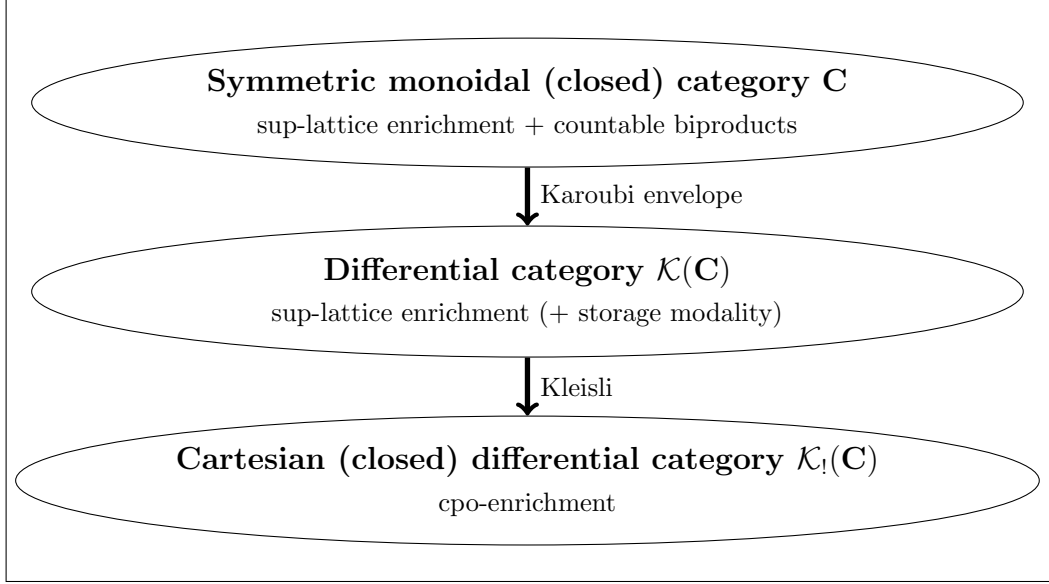 Symmetric monoidal (closed) category C
sup-lattice enrichment + countable biproducts
Karoubi envelope
Differential category 𝒦(C)
sup-lattice enrichment (+ storage modality)
Kleisli
Cartesian (closed) differential category 𝒦!(C)
cpo-enrichment